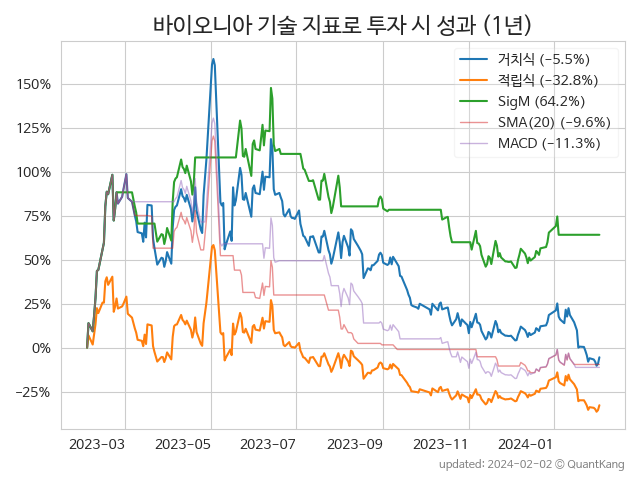 바이오니아 기술 지표로 투자 시 성과 (1년)
거치식 (−5.5%)
적립식 (−32.8%)
SigM (64.2%)
SMA(20) (−9.6%)
MACD (−11.3%)
150%
125%
100%
75%
50%
25%
0%
−25%
2023-03 2023-05 2023-07 2023-09 2023-11 2024-01
updated: 2024-02-02 © QuantKang